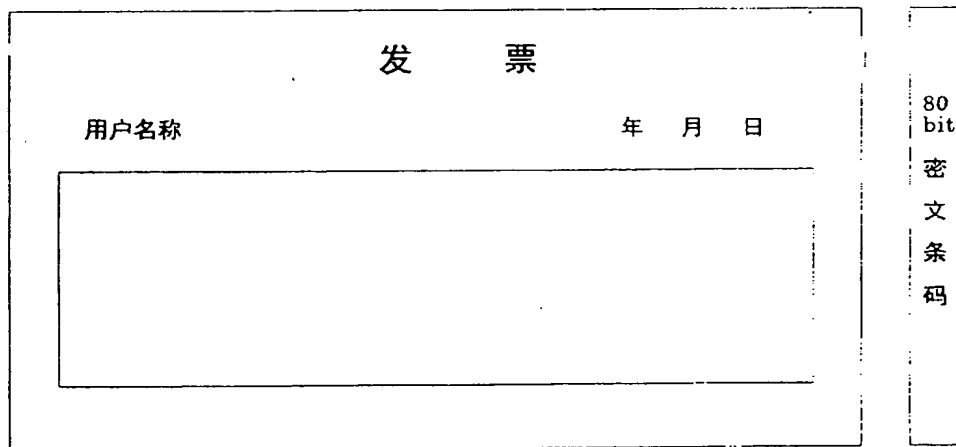 发 票
用户名称 年 月 日
80
bit
密
文
条
码